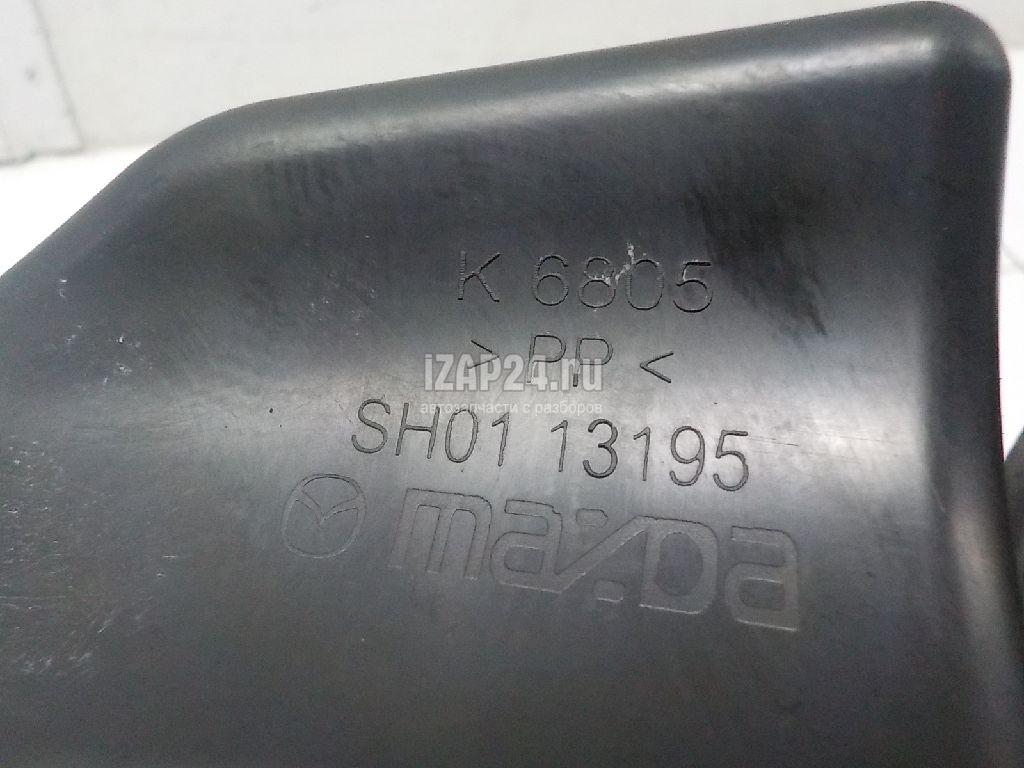 K 6805
> PP <
iZAP24.ru
автозапчасти с разборов
SH01 13195
mazda